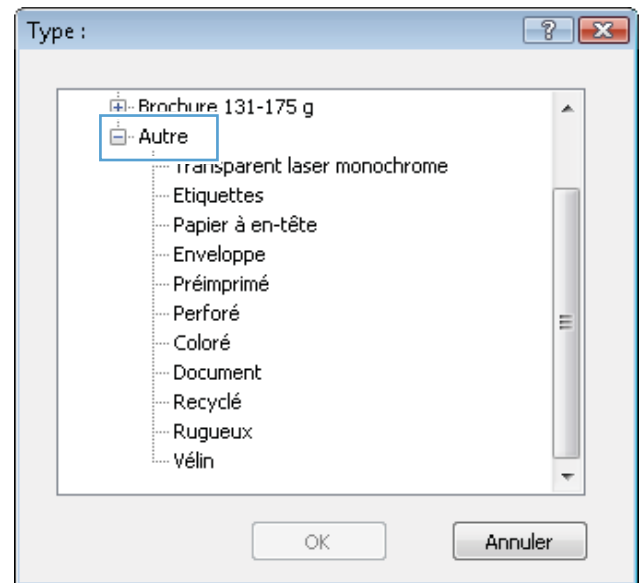 Type :
Brochure 131-175 g
Autre
Transparent laser monochrome
Etiquettes
Papier à en-tête
Enveloppe
Préimprimé
Perforé
Coloré
Document
Recyclé
Rugueux
Vélin
OK
Annuler